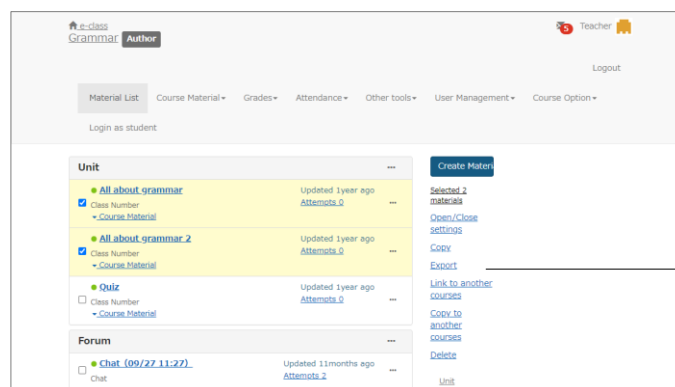 e-class
Grammar Author
5 Teacher
Logout
Material List Course Material Grades Attendance Other tools User Management Course Option
Login as student
Unit ...
Create Materi
All about grammar Updated 1year ago
Class Number Attempts 0 ...
Course Material
Selected 2
materials
Open/Close
settings
All about grammar 2 Updated 1year ago
Class Number Attempts 0 ...
Course Material
Copy
Export
Quiz Updated 1year ago
Class Number Attempts 0 ...
Course Material
Link to another
courses
Copy to
another
courses
Forum ...
Delete
Chat (09/27 11:27) Updated 11months ago
Chat Attempts 2 ...
Unit